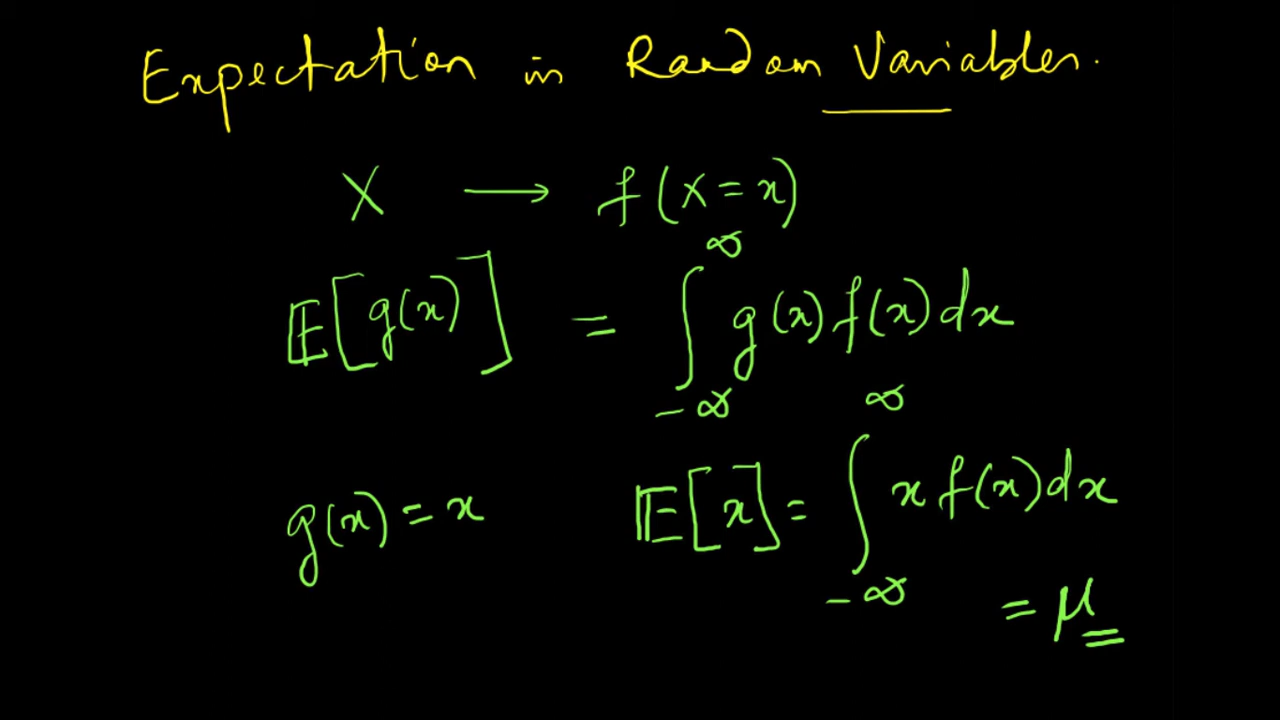 Expectation in Random Variables.
X → f(X=x)
E[g(x)] = ∫_{-∞}^{∞} g(x) f(x) dx
g(x) = x    E[x] = ∫_{-∞}^{∞} x f(x) dx
= μ